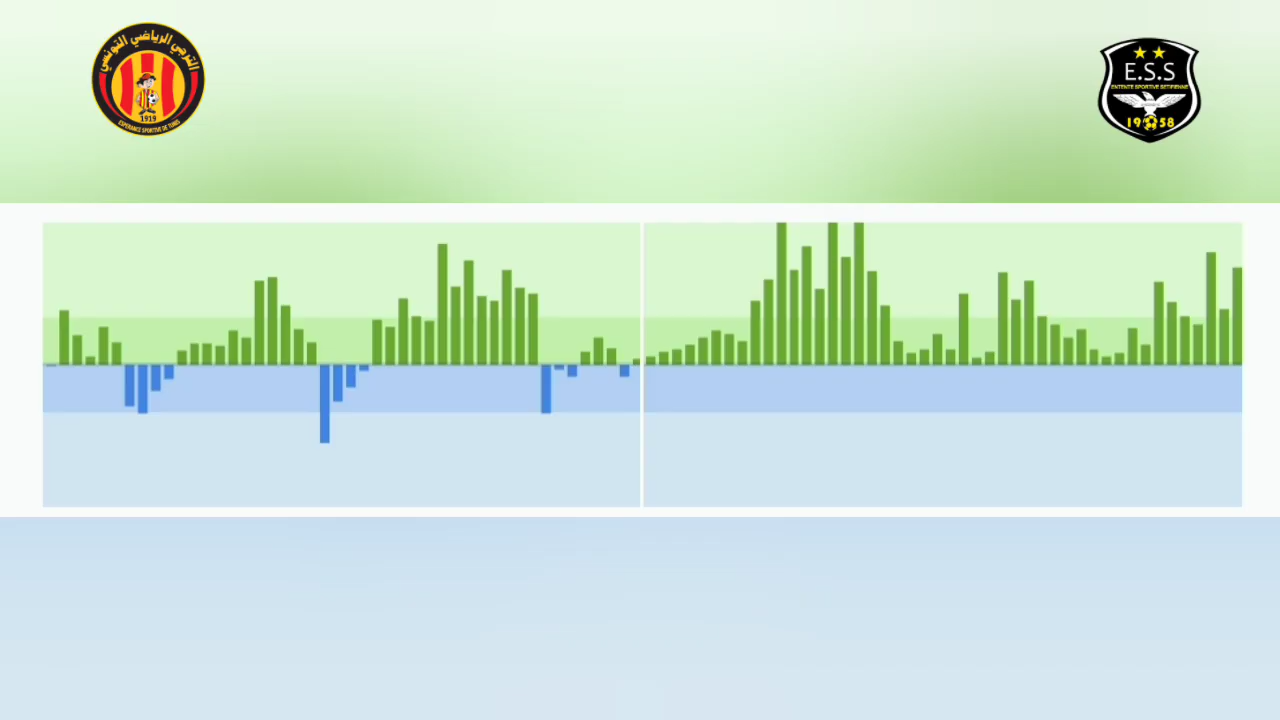 الترجي الرياضي التونسي
1919
ESPERANCE SPORTIVE DE TUNIS
E.S.S
ENTENTE SPORTIVE SETIFIENNE
1958